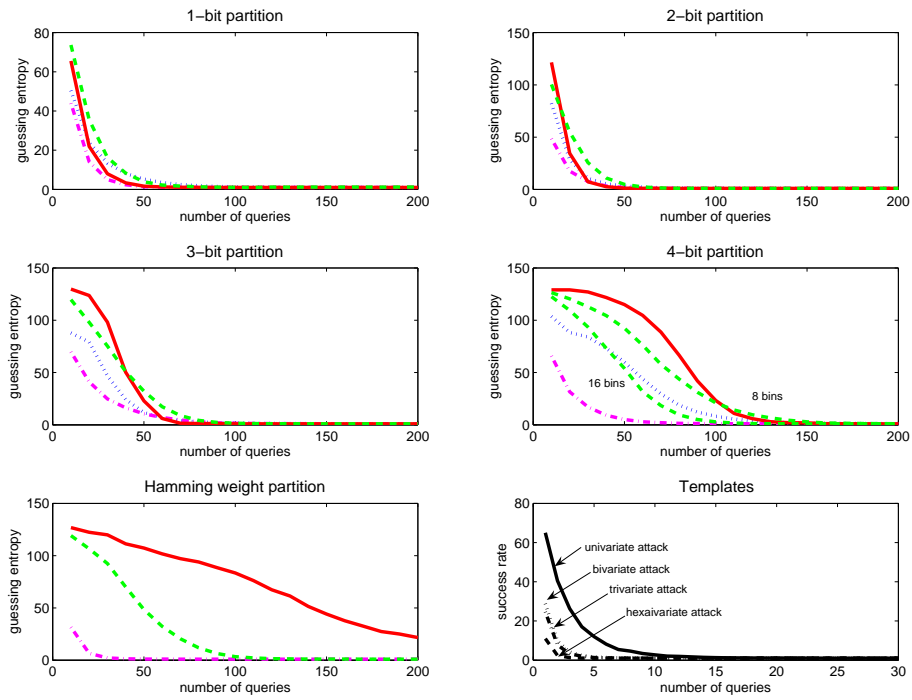 1−bit partition
80
60
40
20
0
0 50 100 150 200
guessing entropy
number of queries
2−bit partition
150
100
50
0
0 50 100 150 200
guessing entropy
number of queries
3−bit partition
150
100
50
0
0 50 100 150 200
guessing entropy
number of queries
4−bit partition
150
100
50
0
0 50 100 150 200
guessing entropy
number of queries
16 bins
8 bins
Hamming weight partition
150
100
50
0
0 50 100 150 200
guessing entropy
number of queries
Templates
80
60
40
20
0
0 5 10 15 20 25 30
success rate
number of queries
univariate attack
bivariate attack
trivariate attack
hexaivariate attack